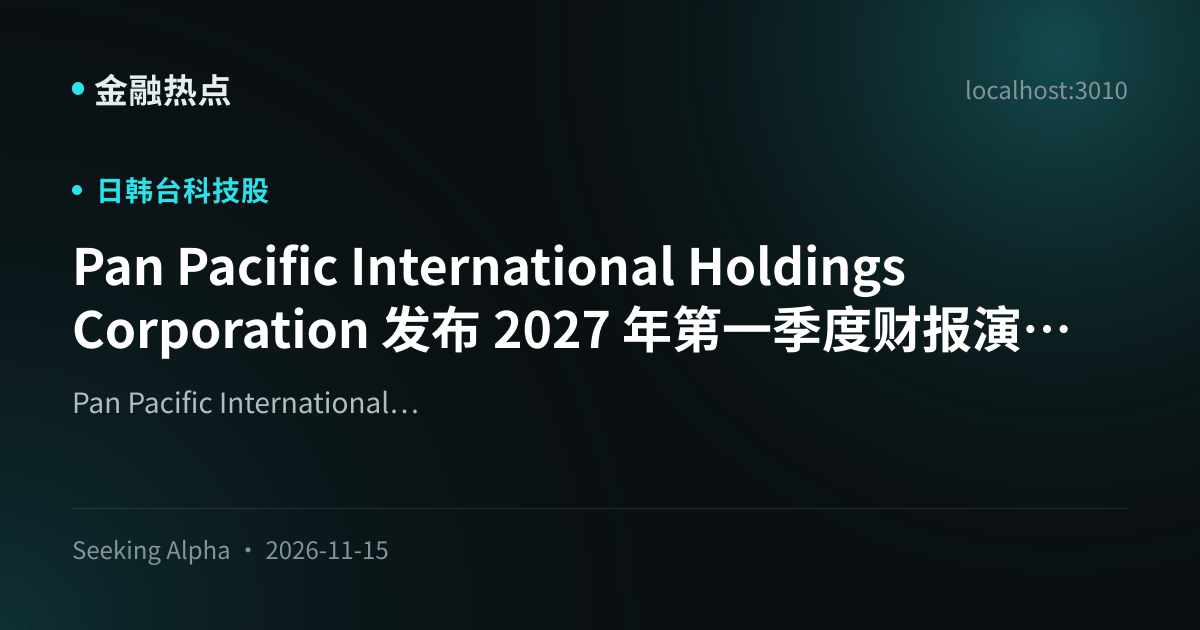 金融热点
localhost:3010
日韩台科技股
Pan Pacific International Holdings
Corporation 发布 2027 年第一季度财报演…
Pan Pacific International…
Seeking Alpha · 2026-11-15